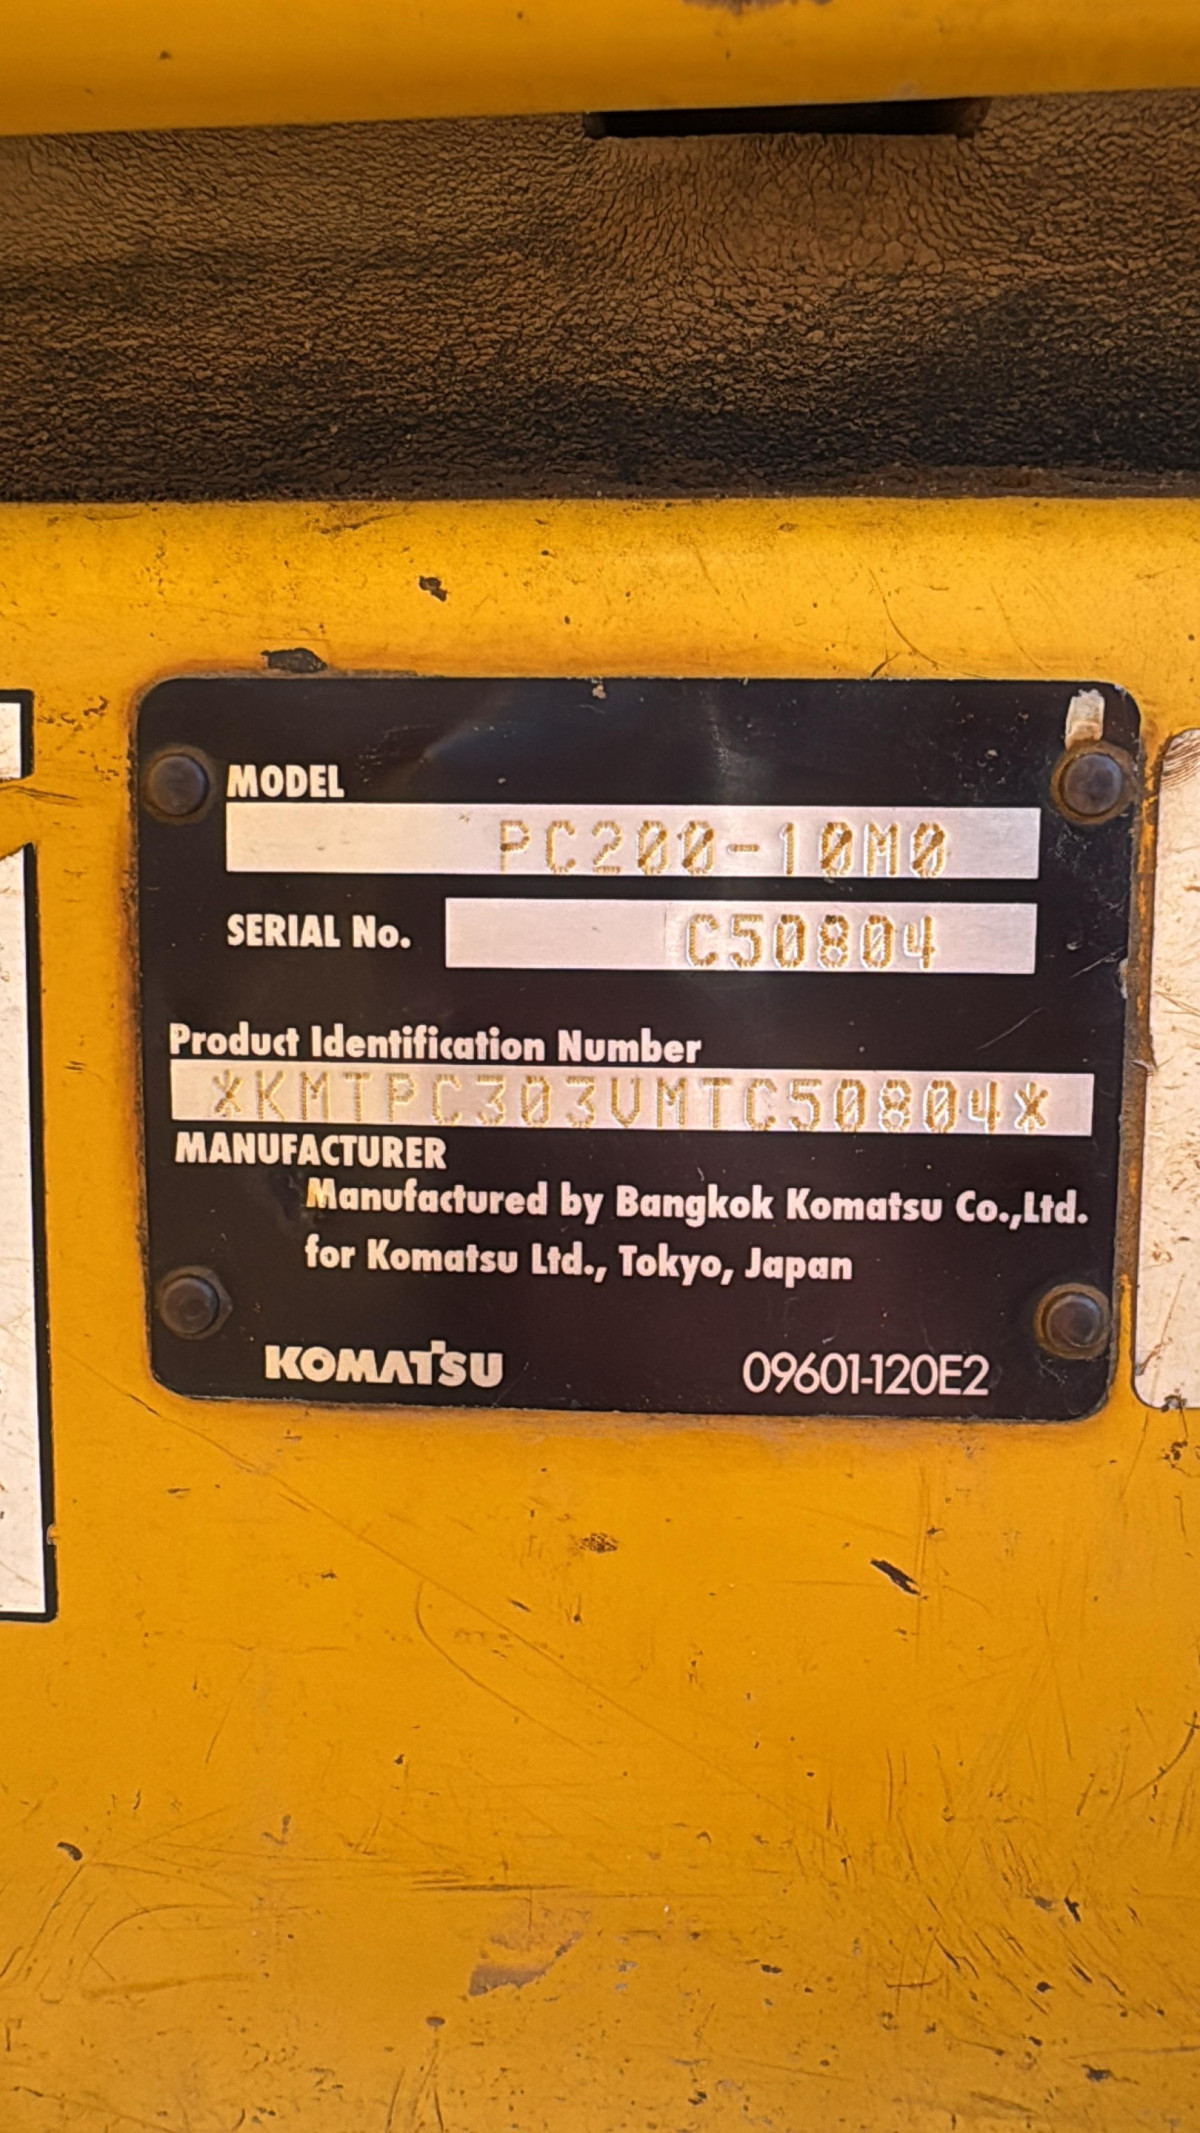 MODEL
PC200-10M0
SERIAL No.
C50804
Product Identification Number
*KMTPC303VMTC50804*
MANUFACTURER
Manufactured by Bangkok Komatsu Co.,Ltd.
for Komatsu Ltd., Tokyo, Japan
KOMATSU
09601-120E2